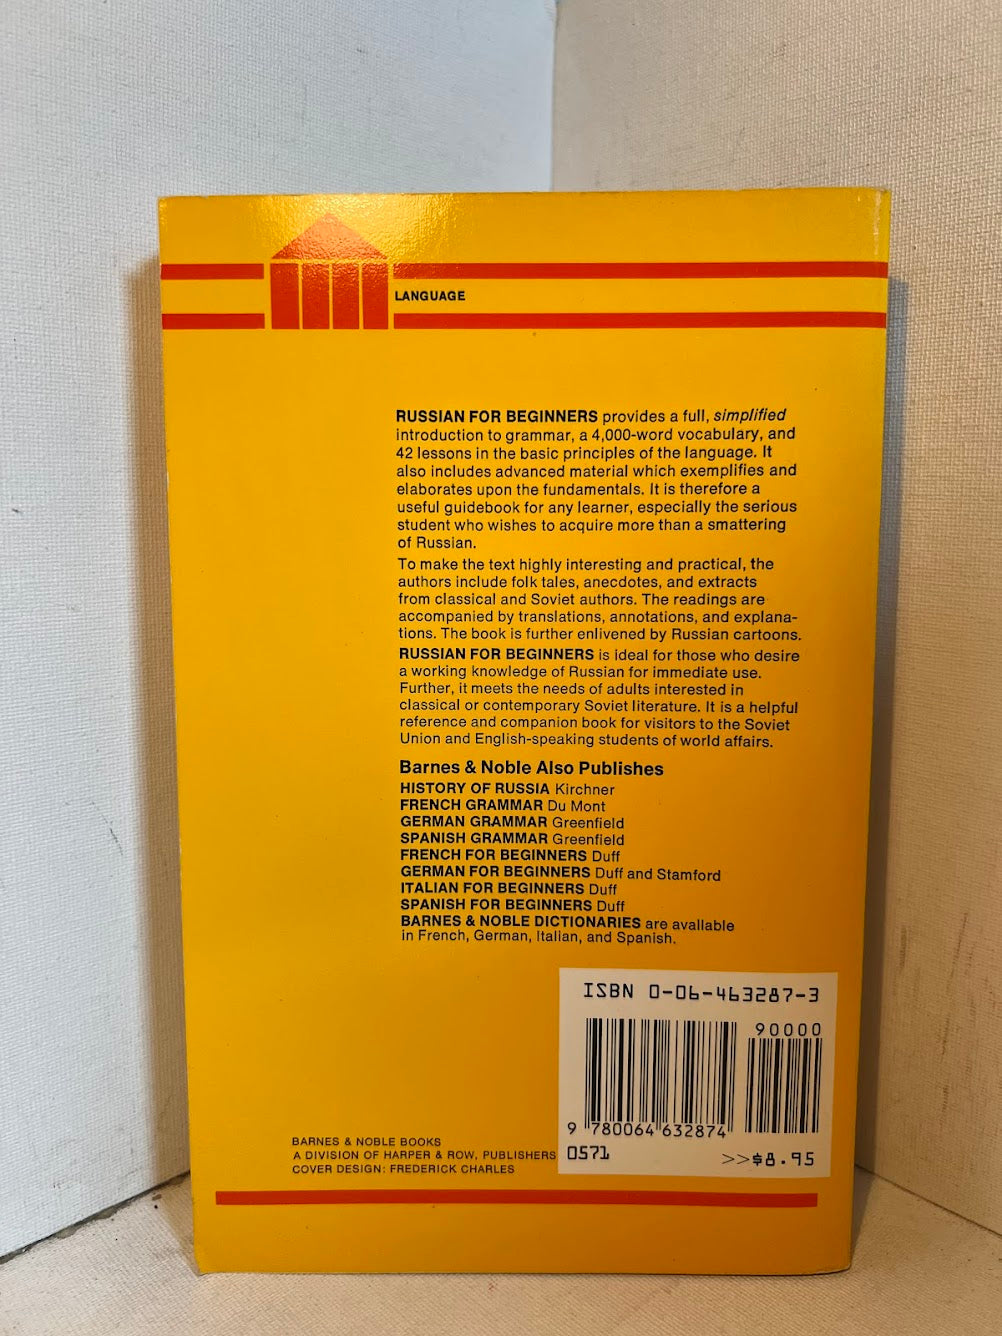 LANGUAGE
RUSSIAN FOR BEGINNERS provides a full, simplified
introduction to grammar, a 4,000-word vocabulary, and
42 lessons in the basic principles of the language. It
also includes advanced material which exemplifies and
elaborates upon the fundamentals. It is therefore a
useful guidebook for any learner, especially the serious
student who wishes to acquire more than a smattering
of Russian.
To make the text highly interesting and practical, the
authors include folk tales, anecdotes, and extracts
from classical and Soviet authors. The readings are
accompanied by translations, annotations, and explana-
tions. The book is further enlivened by Russian cartoons.
RUSSIAN FOR BEGINNERS is ideal for those who desire
a working knowledge of Russian for immediate use.
Further, it meets the needs of adults interested in
classical or contemporary Soviet literature. It is a helpful
reference and companion book for visitors to the Soviet
Union and English-speaking students of world affairs.
Barnes & Noble Also Publishes
HISTORY OF RUSSIA Kirchner
FRENCH GRAMMAR Du Mont
GERMAN GRAMMAR Greenfield
SPANISH GRAMMAR Greenfield
FRENCH FOR BEGINNERS Duff
GERMAN FOR BEGINNERS Duff and Stamford
ITALIAN FOR BEGINNERS Duff
SPANISH FOR BEGINNERS Duff
BARNES & NOBLE DICTIONARIES are available
in French, German, Italian, and Spanish.
ISBN 0-06-463287-3
90000
9 780064 632874
0571 >>$8.95
BARNES & NOBLE BOOKS
A DIVISION OF HARPER & ROW, PUBLISHERS
COVER DESIGN: FREDERICK CHARLES